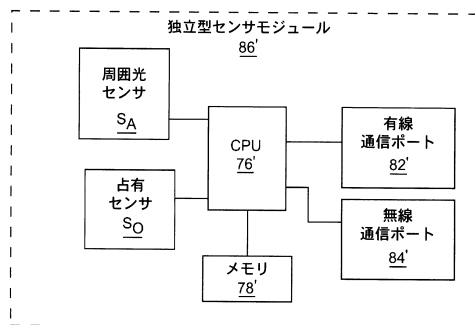 独立型センサモジュール
86'
周囲光
センサ
SA
占有
センサ
SO
CPU
76'
メモリ
78'
有線
通信ポート
82'
無線
通信ポート
84'